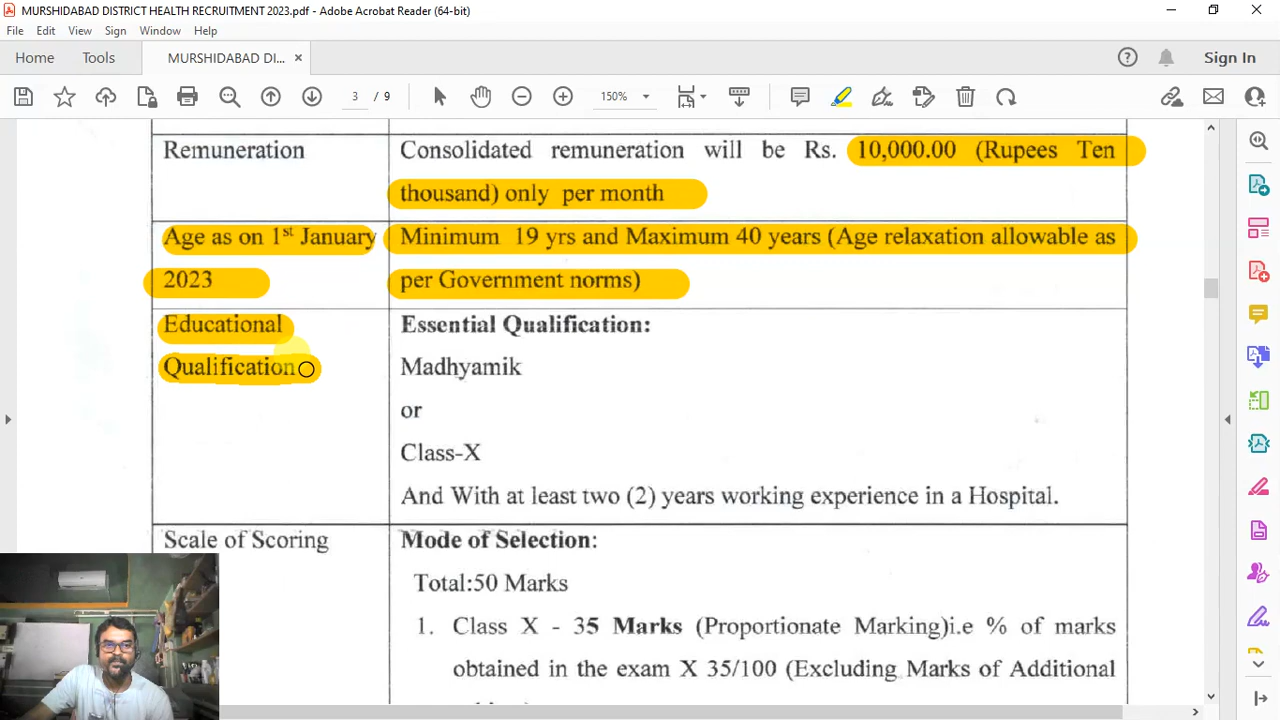 MURSHIDABAD DISTRICT HEALTH RECRUITMENT 2023.pdf - Adobe Acrobat Reader (64-bit)
File Edit View Sign Window Help
Home Tools MURSHIDABAD DI... × Sign In
3 / 9 150%
Remuneration Consolidated remuneration will be Rs. 10,000.00 (Rupees Ten
thousand) only per month
Age as on 1st January Minimum 19 yrs and Maximum 40 years (Age relaxation allowable as
2023 per Government norms)
Educational Essential Qualification:
Qualification Madhyamik
or
Class-X
And With at least two (2) years working experience in a Hospital.
Scale of Scoring Mode of Selection:
Total:50 Marks
1. Class X - 35 Marks (Proportionate Marking)i.e % of marks
obtained in the exam X 35/100 (Excluding Marks of Additional